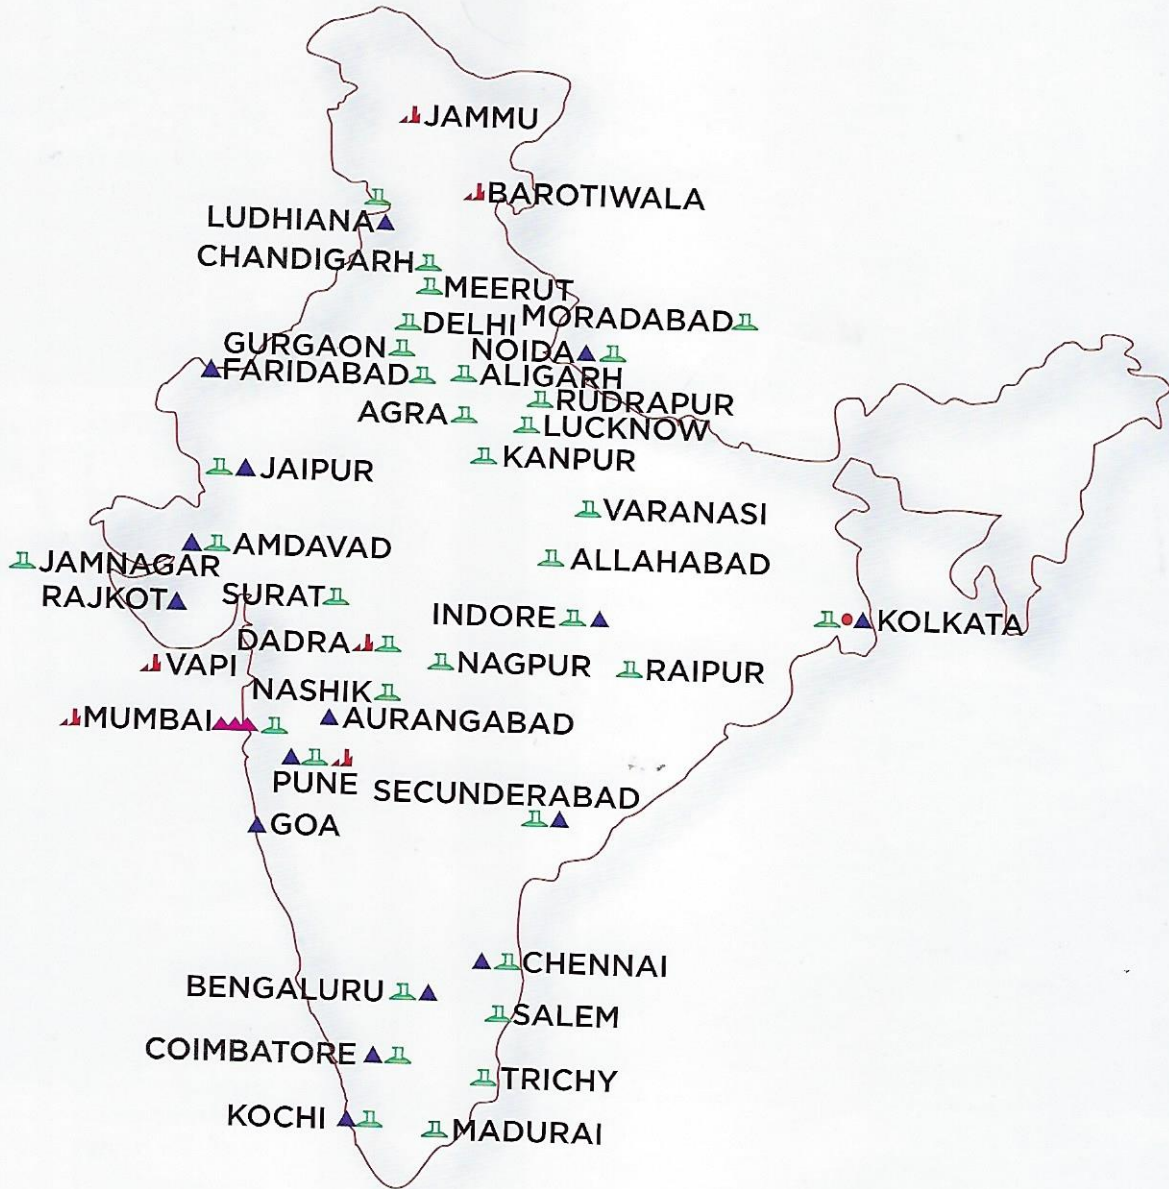 JAMMU
BAROTIWALA
LUDHIANA
CHANDIGARH
MEERUT
DELHI MORADABAD
GURGAON NOIDA
FARIDABAD ALIGARH
RUDRAPUR
AGRA LUCKNOW
KANPUR
JAIPUR
VARANASI
AMDAVAD
JAMNAGAR ALLAHABAD
RAJKOT SURAT
INDORE KOLKATA
DADRA
VAPI NAGPUR RAIPUR
NASHIK
MUMBAI AURANGABAD
PUNE SECUNDERABAD
GOA
CHENNAI
BENGALURU
SALEM
COIMBATORE
TRICHY
KOCHI MADURAI